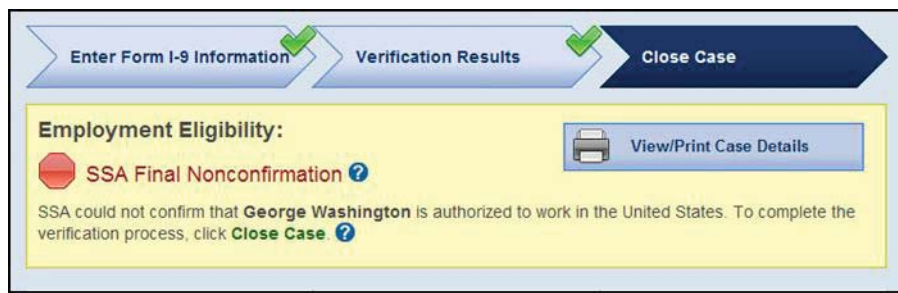 Enter Form I-9 Information
Verification Results
Close Case
Employment Eligibility:
View/Print Case Details
SSA Final Nonconfirmation ?
SSA could not confirm that George Washington is authorized to work in the United States. To complete the
verification process, click Close Case. ?